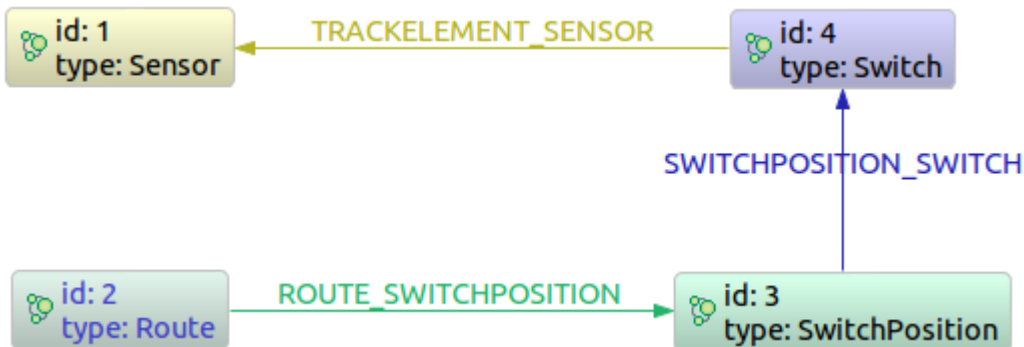 id: 1
type: Sensor
TRACKELEMENT_SENSOR
id: 4
type: Switch
SWITCHPOSITION_SWITCH
id: 2
type: Route
ROUTE_SWITCHPOSITION
id: 3
type: SwitchPosition